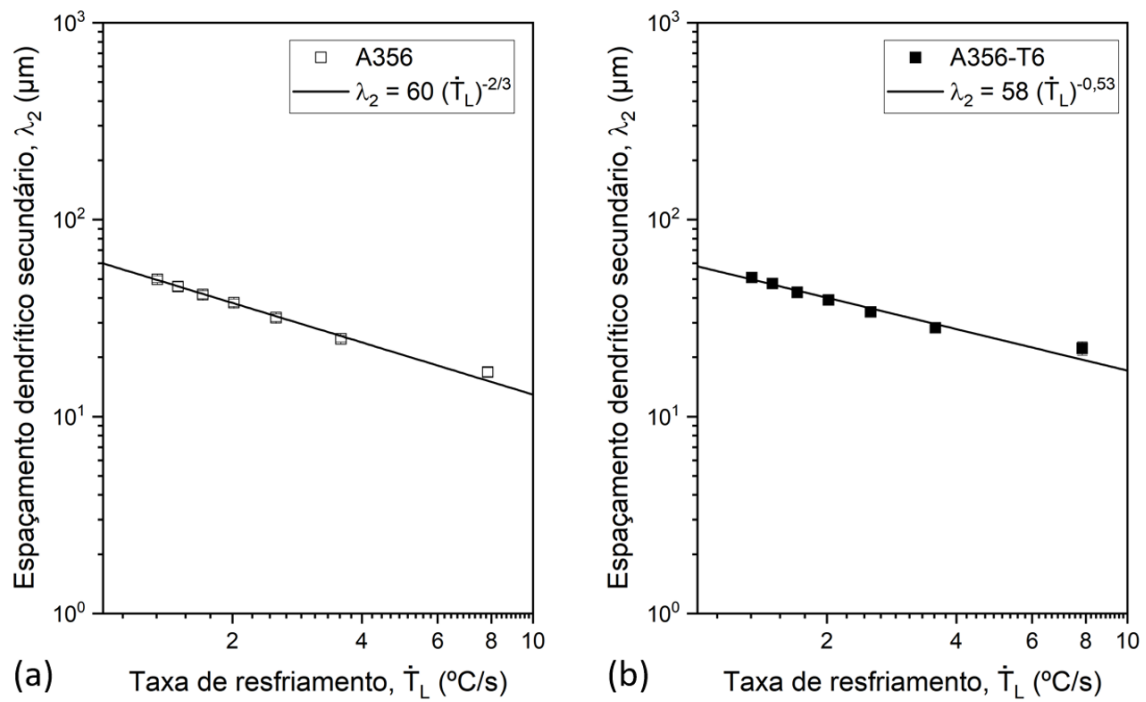 10³
10²
10¹
10⁰
Espaçamento dendrítico secundário, λ₂ (µm)
A356
λ₂ = 60 (Ṫ_L)⁻²/³
2
4
6
8
10
(a)
Taxa de resfriamento, Ṫ_L (ºC/s)
10³
10²
10¹
10⁰
Espaçamento dendrítico secundário, λ₂ (µm)
A356-T6
λ₂ = 58 (Ṫ_L)⁻⁰,⁵³
2
4
6
8
10
(b)
Taxa de resfriamento, Ṫ_L (ºC/s)